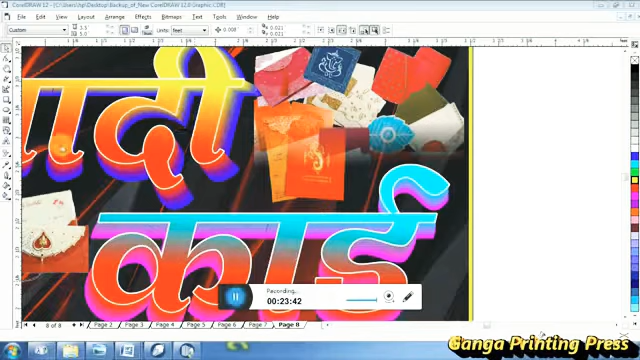 CorelDRAW 12 - [C:\Users\hp\Desktop\Backup_of_New CorelDRAW 12.0 Graphic.CDR]
File Edit View Layout Arrange Effects Bitmaps Text Tools Window Help
Custom Units: feet
ादी
कार्ड
Recording...
00:23:42
8 of 8 Page 2 Page 3 Page 4 Page 5 Page 6 Page 7 Page 8
Ganga Printing Press